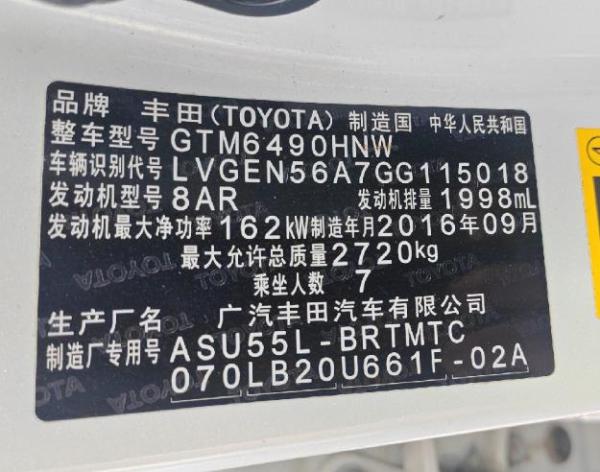 品牌 丰田(TOYOTA) 制造国 中华人民共和国
整车型号 GTM6490HNW
车辆识别代号 LVGEN56A7GG115018
发动机型号 8AR 发动机排量 1998mL
发动机最大净功率 162kW 制造年月 2016年09月
最大允许总质量 2720kg
乘坐人数 7
生产厂名 广汽丰田汽车有限公司
制造厂专用号 ASU55L-BRTMTC
070LB20U661F-02A